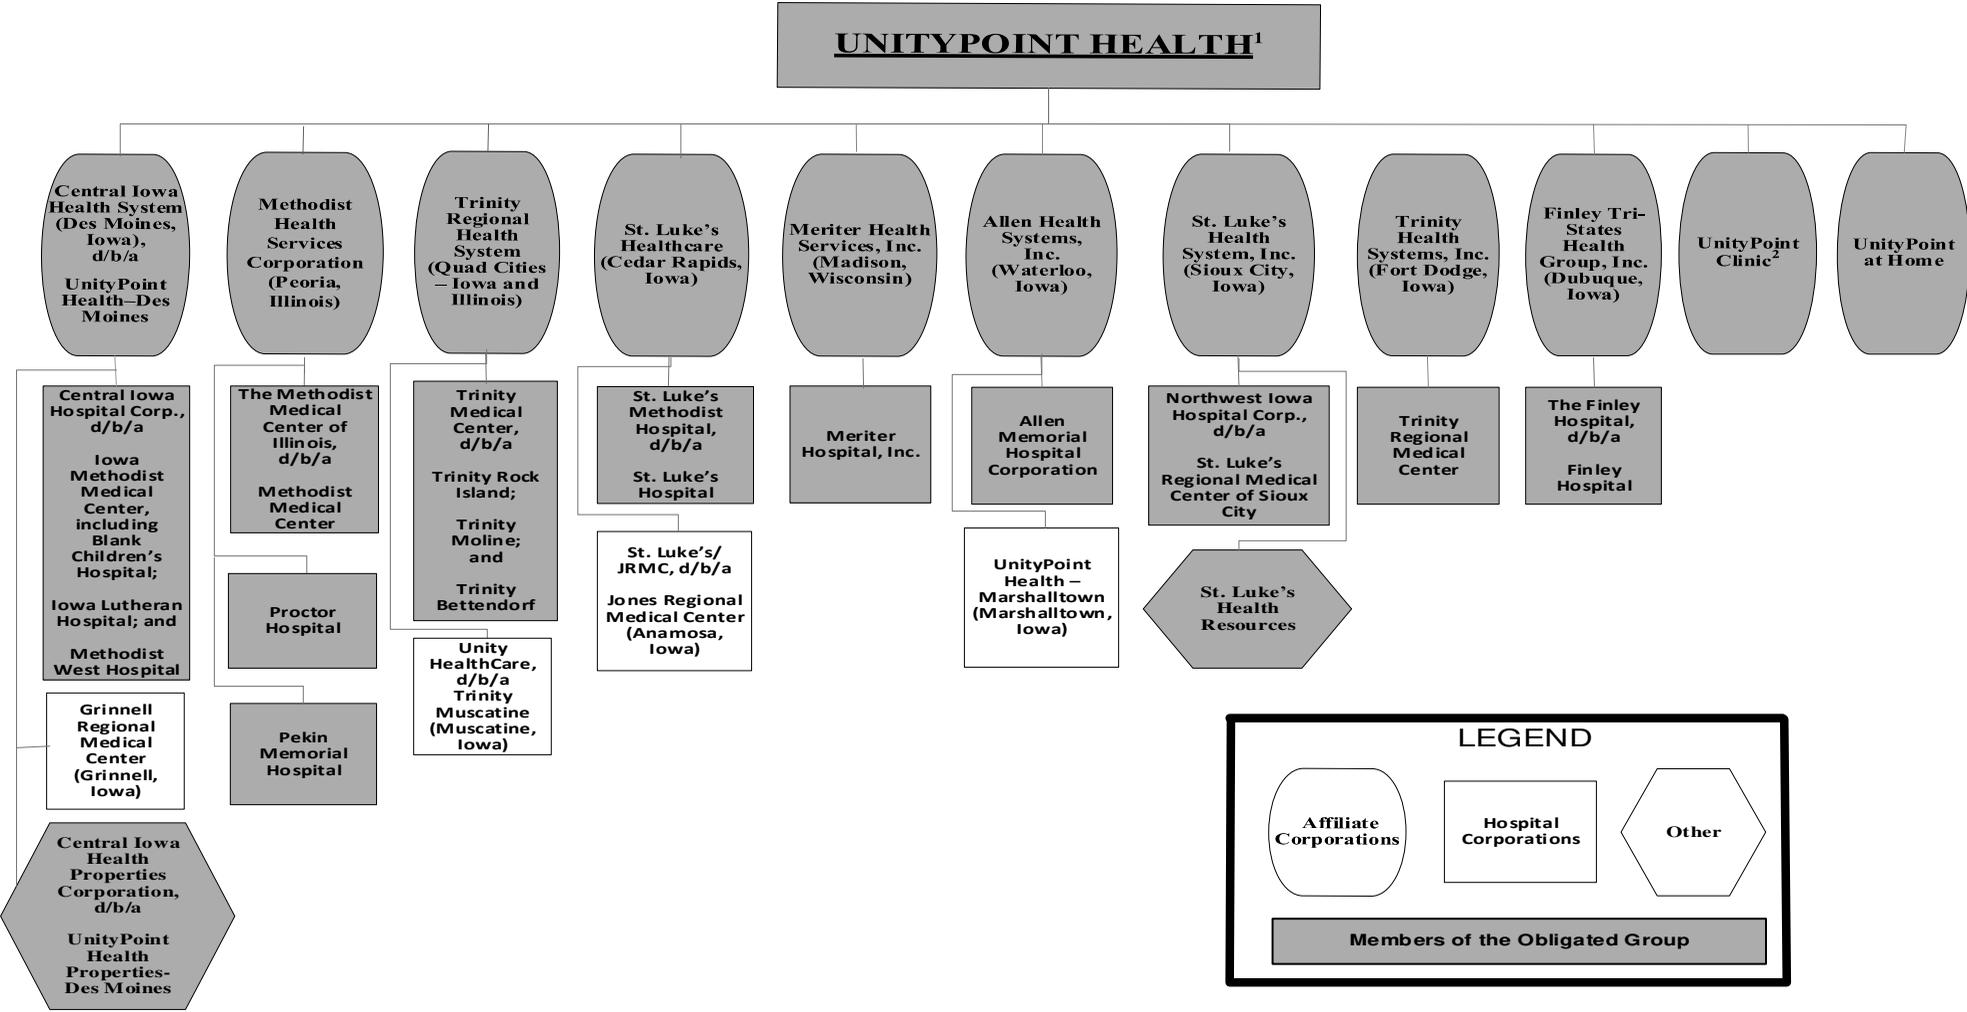 UNITYPOINT HEALTH¹
Central Iowa
Health System
(Des Moines,
Iowa),
d/b/a
UnityPoint
Health–Des
Moines
Methodist
Health
Services
Corporation
(Peoria,
Illinois)
Trinity
Regional
Health
System
(Quad Cities
– Iowa and
Illinois)
St. Luke’s
Healthcare
(Cedar Rapids,
Iowa)
Meriter Health
Services, Inc.
(Madison,
Wisconsin)
Allen Health
Systems,
Inc.
(Waterloo,
Iowa)
St. Luke’s
Health
System, Inc.
(Sioux City,
Iowa)
Trinity
Health
Systems, Inc.
(Fort Dodge,
Iowa)
Finley Tri-
States
Health
Group, Inc.
(Dubuque,
Iowa)
UnityPoint
Clinic²
UnityPoint
at Home
Central Iowa
Hospital Corp.,
d/b/a
Iowa
Methodist
Medical
Center,
including
Blank
Children’s
Hospital;
Iowa Lutheran
Hospital; and
Methodist
West Hospital
The Methodist
Medical
Center of
Illinois,
d/b/a
Methodist
Medical
Center
Trinity
Medical
Center,
d/b/a
Trinity Rock
Island;
Trinity
Moline;
and
Trinity
Bettendorf
St. Luke’s
Methodist
Hospital,
d/b/a
St. Luke’s
Hospital
Meriter
Hospital, Inc.
Allen
Memorial
Hospital
Corporation
Northwest Iowa
Hospital Corp.,
d/b/a
St. Luke’s
Regional Medical
Center of Sioux
City
Trinity
Regional
Medical
Center
The Finley
Hospital,
d/b/a
Finley
Hospital
Grinnell
Regional
Medical
Center
(Grinnell,
Iowa)
Proctor
Hospital
Unity
HealthCare,
d/b/a
Trinity
Muscatine
(Muscatine,
Iowa)
St. Luke’s/
JRMC, d/b/a
Jones Regional
Medical Center
(Anamosa,
Iowa)
UnityPoint
Health –
Marshalltown
(Marshalltown,
Iowa)
St. Luke’s
Health
Resources
Pekin
Memorial
Hospital
Central Iowa
Health
Properties
Corporation,
d/b/a
UnityPoint
Health
Properties-
Des Moines
LEGEND
Affiliate
Corporations
Hospital
Corporations
Other
Members of the Obligated Group